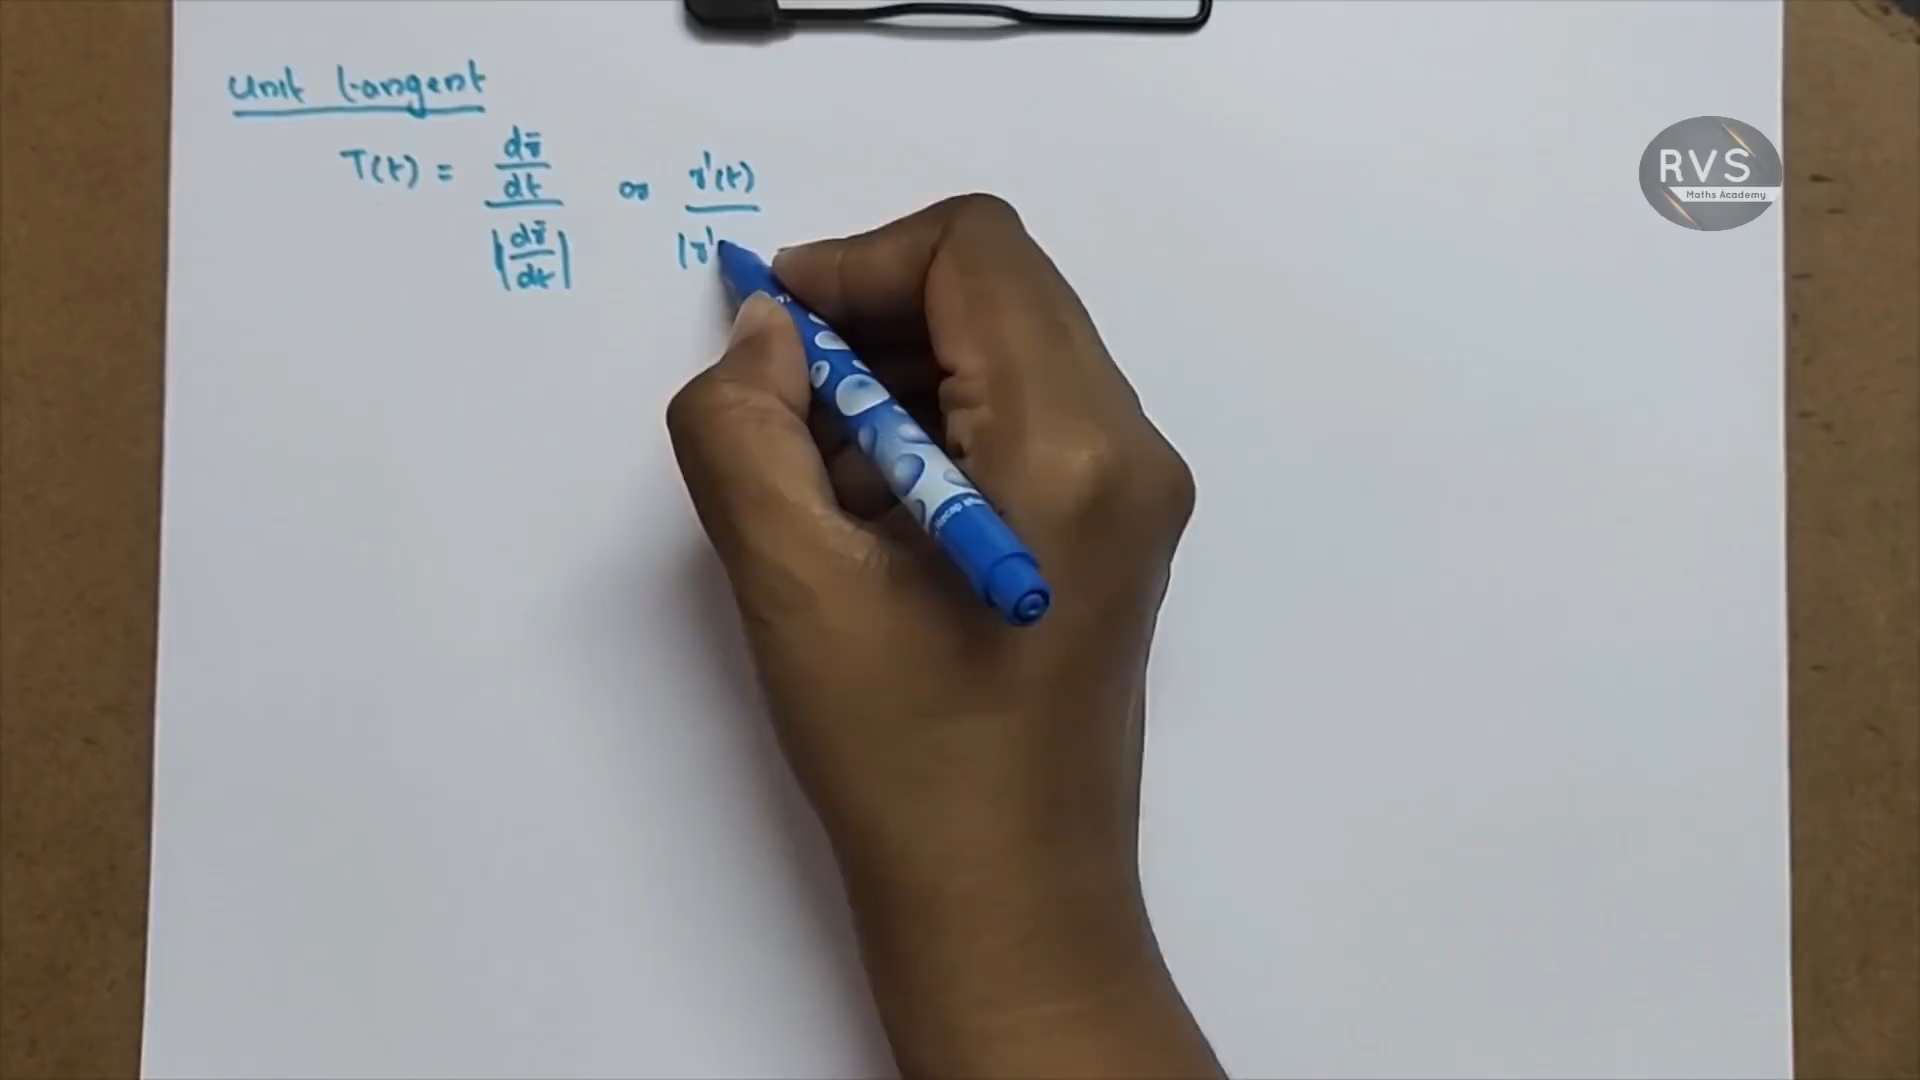 Unit tangent
T(t) = dr̄/dt / |dr̄/dt| or r'(t) / |r'
RVS
Maths Academy